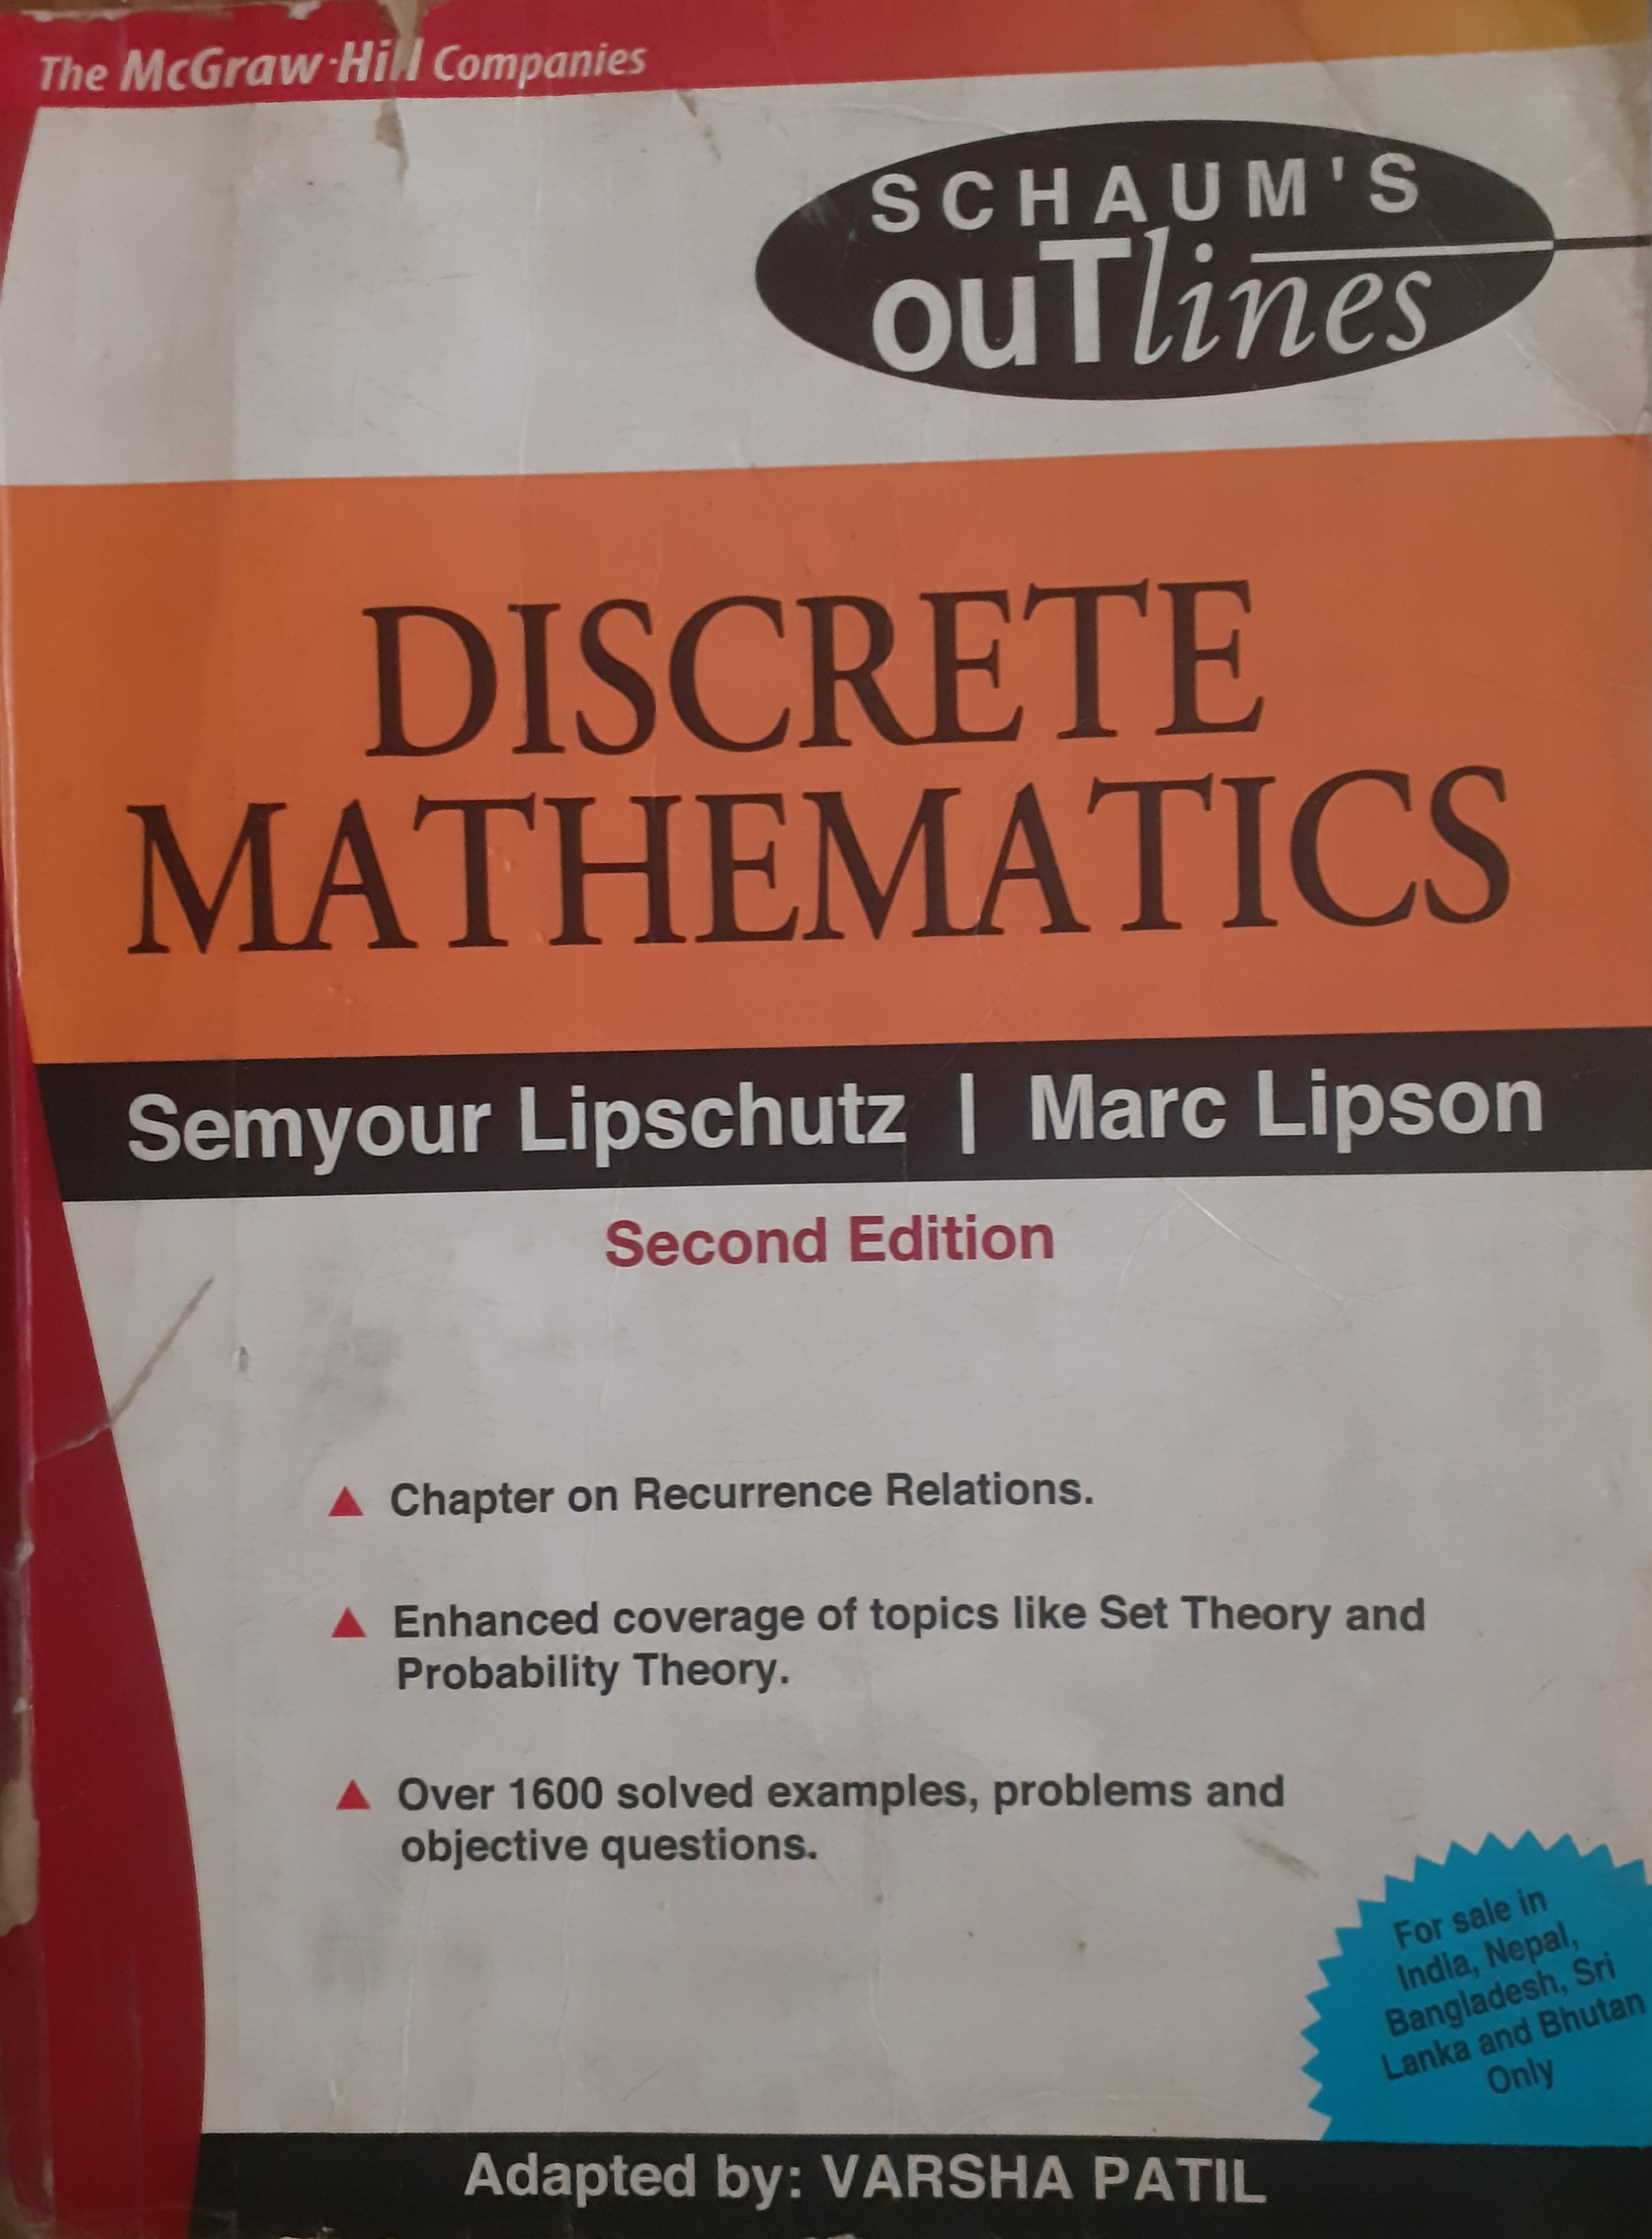 The McGraw·Hill Companies
SCHAUM'S
ouTlines
DISCRETE
MATHEMATICS
Semyour Lipschutz | Marc Lipson
Second Edition
▲ Chapter on Recurrence Relations.
▲ Enhanced coverage of topics like Set Theory and
Probability Theory.
▲ Over 1600 solved examples, problems and
objective questions.
For sale in
India, Nepal,
Bangladesh, Sri
Lanka and Bhutan
Only
Adapted by: VARSHA PATIL